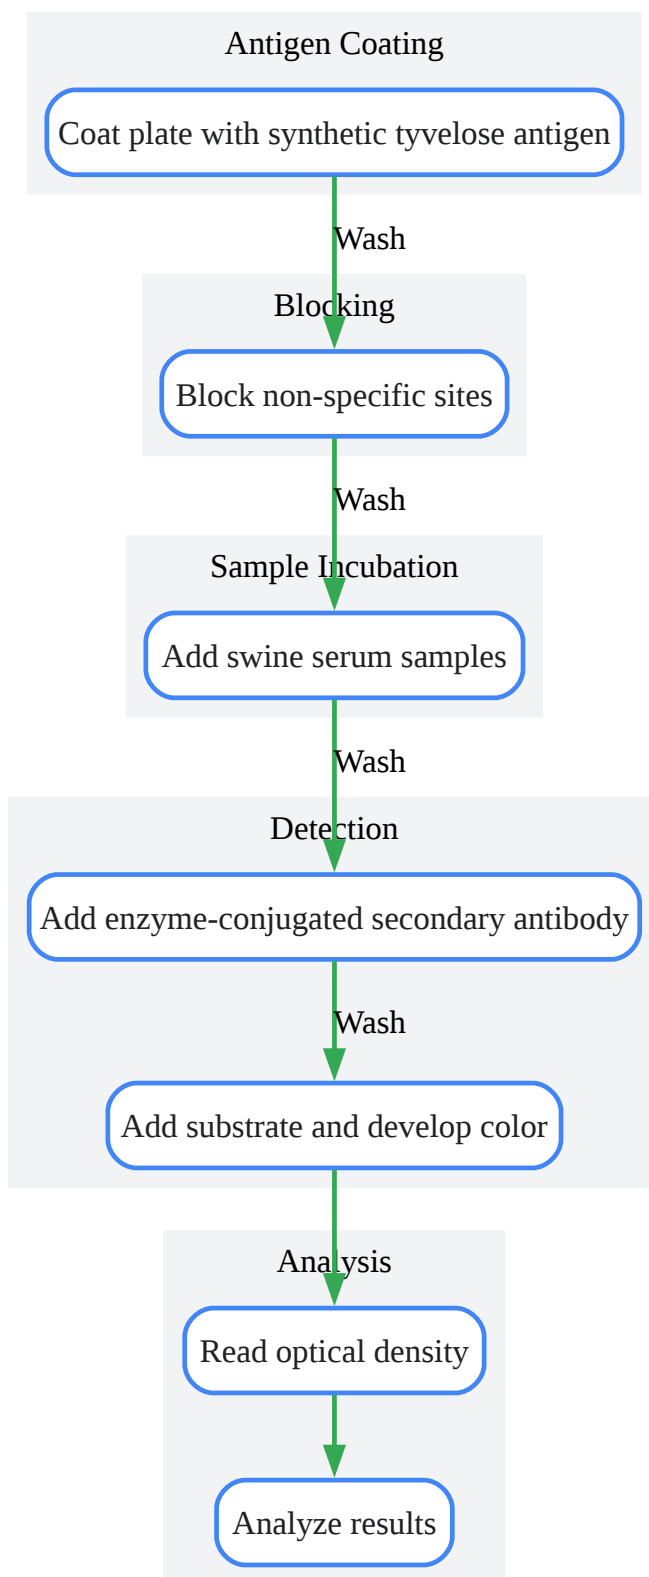 Antigen Coating
Coat plate with synthetic tyvelose antigen
Wash
Blocking
Block non-specific sites
Wash
Sample Incubation
Add swine serum samples
Wash
Detection
Add enzyme-conjugated secondary antibody
Wash
Add substrate and develop color
Analysis
Read optical density
Analyze results